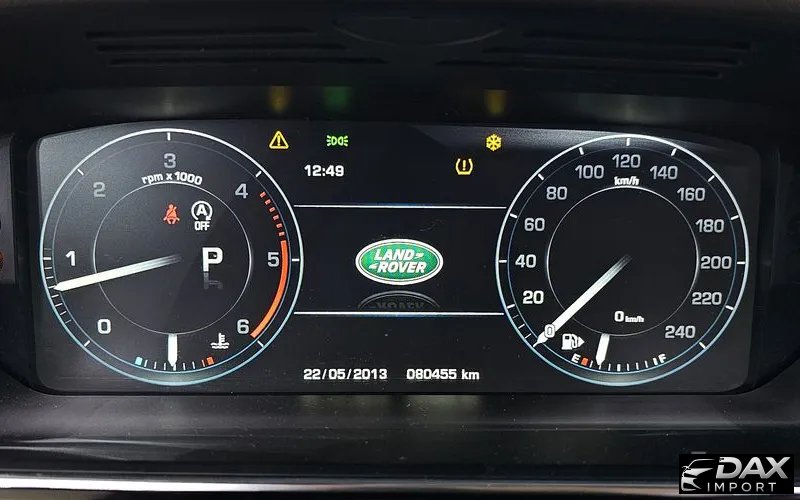 12:49
3
rpm x 1000
2
4
A
OFF
1
P
5
0
6
LAND
ROVER
22/05/2013 080455 km
120
100
140
km/h
80
160
60
180
40
200
20
220
0
0 km/h
240
E
F
DAX
IMPORT